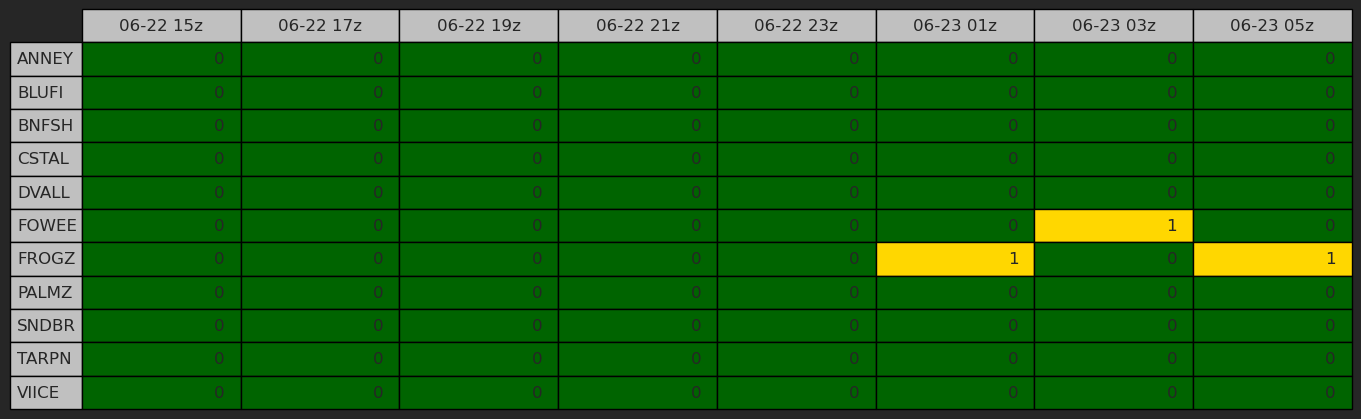 06-22 15z 06-22 17z 06-22 19z 06-22 21z 06-22 23z 06-23 01z 06-23 03z 06-23 05z
ANNEY 0 0 0 0 0 0 0 0
BLUFI 0 0 0 0 0 0 0 0
BNFSH 0 0 0 0 0 0 0 0
CSTAL 0 0 0 0 0 0 0 0
DVALL 0 0 0 0 0 0 0 0
FOWEE 0 0 0 0 0 0 1 0
FROGZ 0 0 0 0 0 1 0 1
PALMZ 0 0 0 0 0 0 0 0
SNDBR 0 0 0 0 0 0 0 0
TARPN 0 0 0 0 0 0 0 0
VIICE 0 0 0 0 0 0 0 0